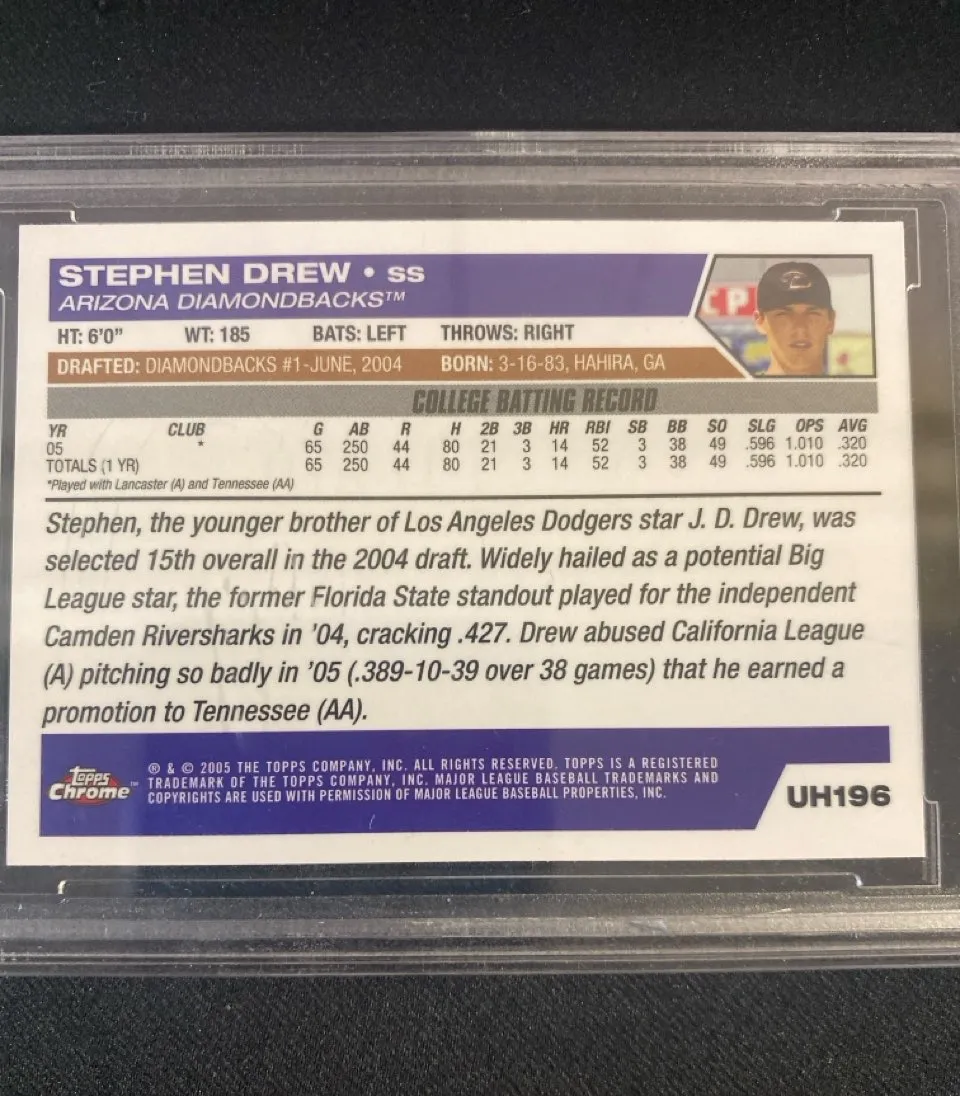 STEPHEN DREW • SS
ARIZONA DIAMONDBACKS™
CP
HT: 6'0" WT: 185 BATS: LEFT THROWS: RIGHT
DRAFTED: DIAMONDBACKS #1-JUNE, 2004 BORN: 3-16-83, HAHIRA, GA
COLLEGE BATTING RECORD
YR CLUB G AB R H 2B 3B HR RBI SB BB SO SLG OPS AVG
05 * 65 250 44 80 21 3 14 52 3 38 49 .596 1.010 .320
TOTALS (1 YR) 65 250 44 80 21 3 14 52 3 38 49 .596 1.010 .320
*Played with Lancaster (A) and Tennessee (AA)
Stephen, the younger brother of Los Angeles Dodgers star J. D. Drew, was
selected 15th overall in the 2004 draft. Widely hailed as a potential Big
League star, the former Florida State standout played for the independent
Camden Riversharks in '04, cracking .427. Drew abused California League
(A) pitching so badly in '05 (.389-10-39 over 38 games) that he earned a
promotion to Tennessee (AA).
Topps
Chrome™
® & © 2005 THE TOPPS COMPANY, INC. ALL RIGHTS RESERVED. TOPPS IS A REGISTERED
TRADEMARK OF THE TOPPS COMPANY, INC. MAJOR LEAGUE BASEBALL TRADEMARKS AND
COPYRIGHTS ARE USED WITH PERMISSION OF MAJOR LEAGUE BASEBALL PROPERTIES, INC.
UH196